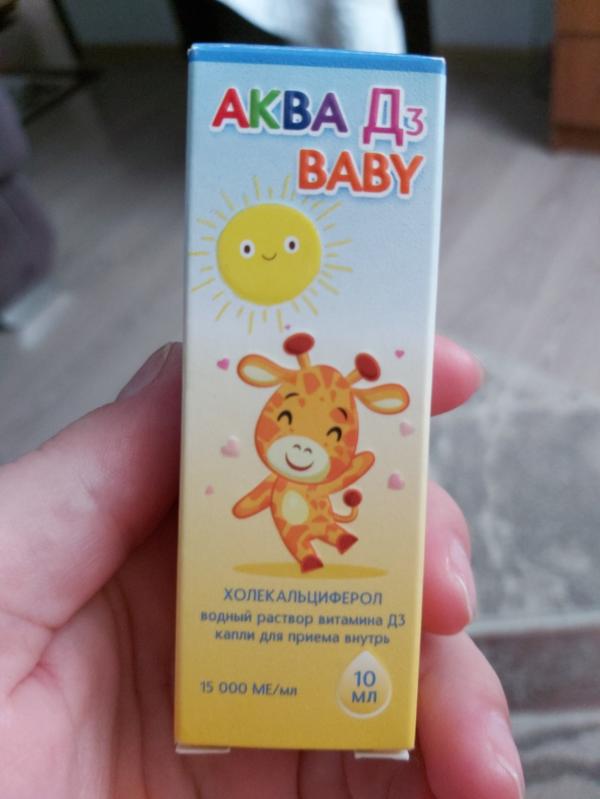 АКВА Д3
BABY
ХОЛЕКАЛЬЦИФЕРОЛ
водный раствор витамина Д3
капли для приема внутрь
15 000 МЕ/мл
10
МЛ